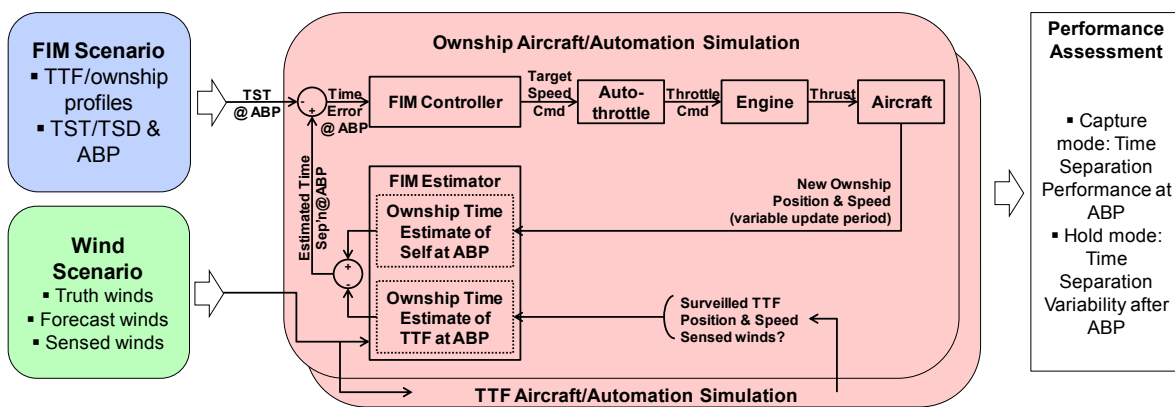 FIM Scenario
▪ TTF/ownship
profiles
▪ TST/TSD &
ABP
Wind
Scenario
▪ Truth winds
▪ Forecast winds
▪ Sensed winds
Ownship Aircraft/Automation Simulation
TST
@ ABP
-
+
Time
Error
@ ABP
FIM Controller
Target
Speed
Cmd
Auto-
throttle
Throttle
Cmd
Engine
Thrust
Aircraft
Estimated Time
Sep'n@ABP
FIM Estimator
Ownship Time
Estimate of
Self at ABP
New Ownship
Position & Speed
(variable update period)
+
-
Ownship Time
Estimate of
TTF at ABP
Surveilled TTF
Position & Speed
Sensed winds?
TTF Aircraft/Automation Simulation
Performance
Assessment
▪ Capture
mode: Time
Separation
Performance at
ABP
▪ Hold mode:
Time
Separation
Variability after
ABP